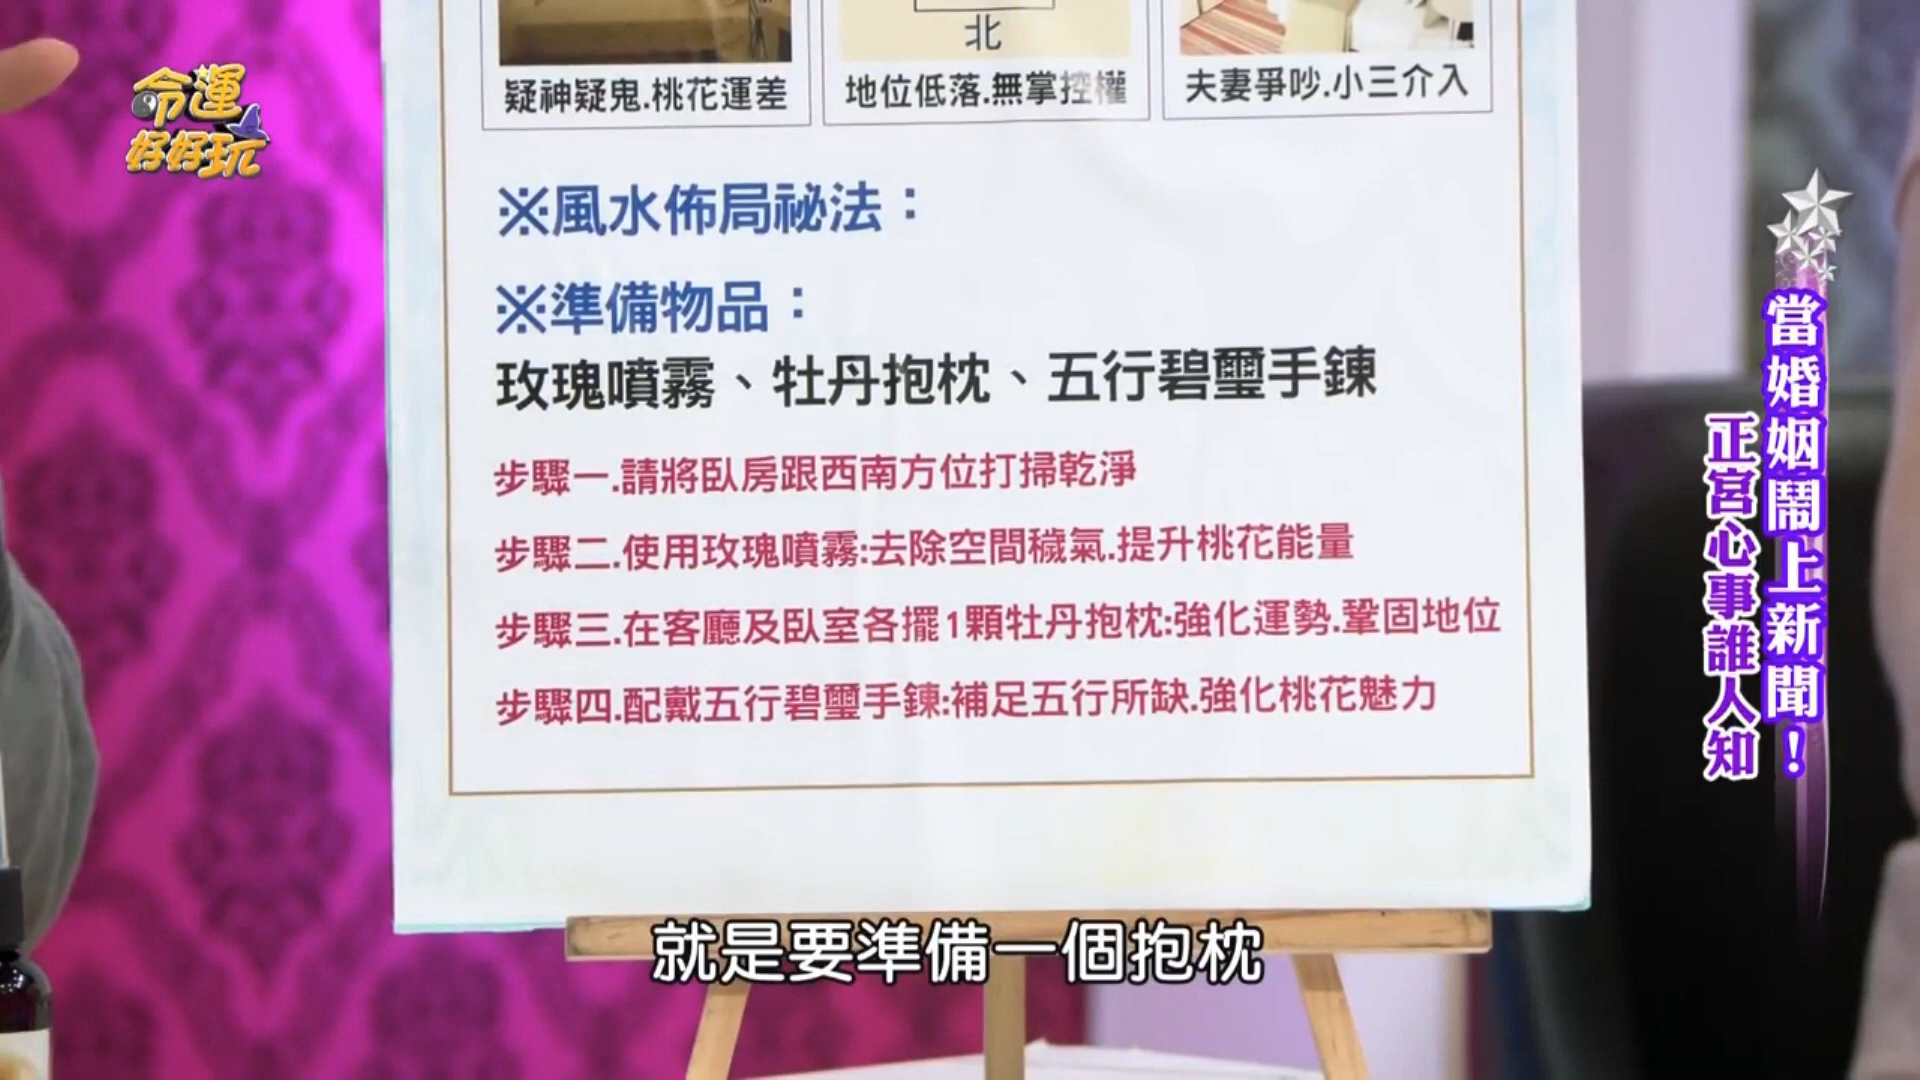 命運
好好玩
北
疑神疑鬼.桃花運差
地位低落.無掌控權
夫妻爭吵.小三介入
※風水佈局祕法：
※準備物品：
玫瑰噴霧、牡丹抱枕、五行碧璽手鍊
步驟一.請將臥房跟西南方位打掃乾淨
步驟二.使用玫瑰噴霧:去除空間穢氣.提升桃花能量
步驟三.在客廳及臥室各擺1顆牡丹抱枕:強化運勢.鞏固地位
步驟四.配戴五行碧璽手鍊:補足五行所缺.強化桃花魅力
當婚姻鬧上新聞！
正宮心事誰人知
就是要準備一個抱枕